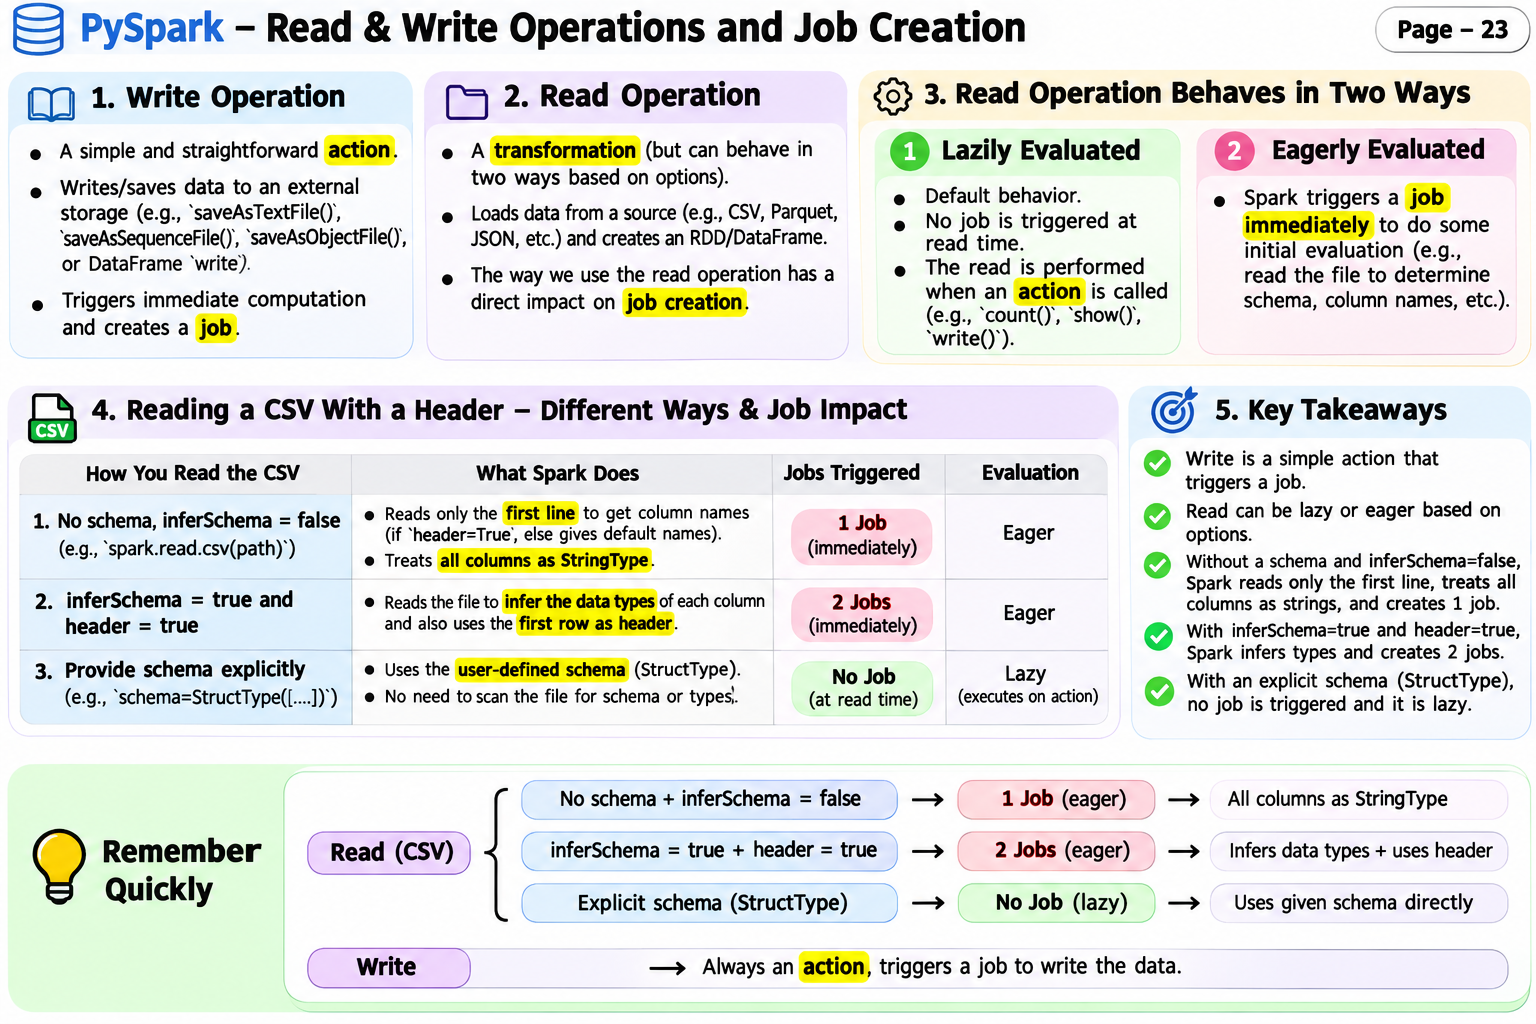 PySpark – Read & Write Operations and Job Creation
Page – 23
1. Write Operation
● A simple and straightforward action.
● Writes/saves data to an external
storage (e.g., `saveAsTextFile()`,
`saveAsSequenceFile()`, `saveAsObjectFile()`,
or DataFrame `write`).
● Triggers immediate computation
and creates a job.
2. Read Operation
● A transformation (but can behave in
two ways based on options).
● Loads data from a source (e.g., CSV, Parquet,
JSON, etc.) and creates an RDD/DataFrame.
● The way we use the read operation has a
direct impact on job creation.
3. Read Operation Behaves in Two Ways
1 Lazily Evaluated
● Default behavior.
● No job is triggered at
read time.
● The read is performed
when an action is called
(e.g., `count()`, `show()`,
`write()`).
2 Eagerly Evaluated
● Spark triggers a job
immediately to do some
initial evaluation (e.g.,
read the file to determine
schema, column names, etc.).
CSV
4. Reading a CSV With a Header – Different Ways & Job Impact
How You Read the CSV
What Spark Does
Jobs Triggered
Evaluation
1. No schema, inferSchema = false
(e.g., `spark.read.csv(path)`)
● Reads only the first line to get column names
(if `header=True`, else gives default names).
● Treats all columns as StringType.
1 Job
(immediately)
Eager
2. inferSchema = true and
header = true
● Reads the file to infer the data types of each column
and also uses the first row as header.
2 Jobs
(immediately)
Eager
3. Provide schema explicitly
(e.g., `schema=StructType([....])`)
● Uses the user-defined schema (StructType).
● No need to scan the file for schema or types.
No Job
(at read time)
Lazy
(executes on action)
5. Key Takeaways
Write is a simple action that
triggers a job.
Read can be lazy or eager based on
options.
Without a schema and inferSchema=false,
Spark reads only the first line, treats all
columns as strings, and creates 1 job.
With inferSchema=true and header=true,
Spark infers types and creates 2 jobs.
With an explicit schema (StructType),
no job is triggered and it is lazy.
Remember
Quickly
Read (CSV)
No schema + inferSchema = false → 1 Job (eager) → All columns as StringType
inferSchema = true + header = true → 2 Jobs (eager) → Infers data types + uses header
Explicit schema (StructType) → No Job (lazy) → Uses given schema directly
Write → Always an action, triggers a job to write the data.